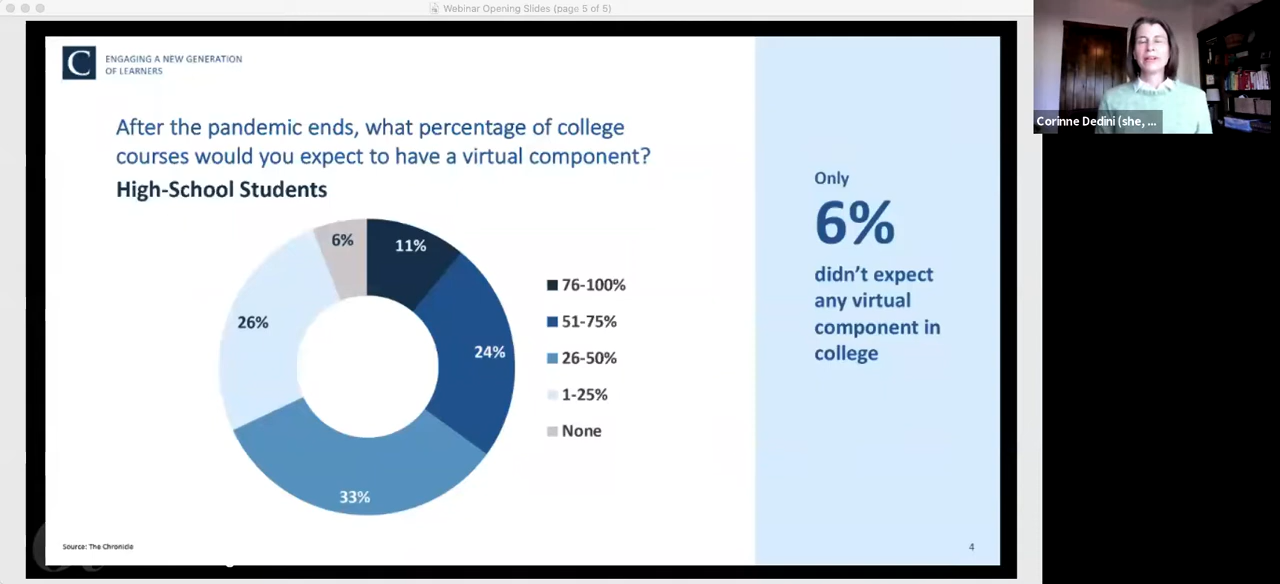 Webinar Opening Slides (page 5 of 5)
C
ENGAGING A NEW GENERATION
OF LEARNERS
After the pandemic ends, what percentage of college
courses would you expect to have a virtual component?
High-School Students
6%
11%
26%
24%
33%
76-100%
51-75%
26-50%
1-25%
None
Only
6%
didn’t expect
any virtual
component in
college
Source: The Chronicle
4
Corinne Dedini (she, ...